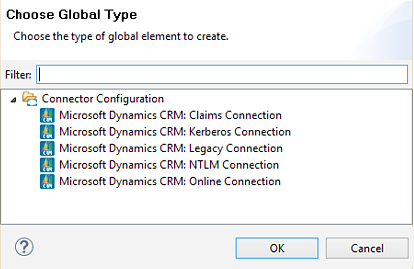 Choose Global Type
Choose the type of global element to create.
Filter:
Connector Configuration
Microsoft Dynamics CRM: Claims Connection
Microsoft Dynamics CRM: Kerberos Connection
Microsoft Dynamics CRM: Legacy Connection
Microsoft Dynamics CRM: NTLM Connection
Microsoft Dynamics CRM: Online Connection
?
OK
Cancel